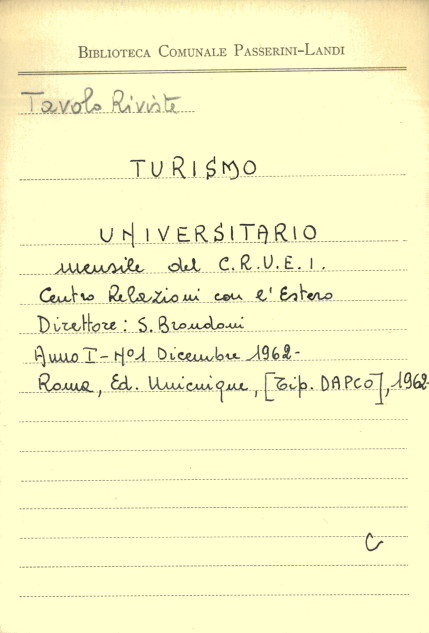 BIBLIOTECA COMUNALE PASSERINI-LANDI
Tavolo Riviste
TURISMO
UNIVERSITARIO
mensile del C.R.U.E.I.
Centro Relazioni con l'Estero
Direttore: S. Brondoni
Anno I - Nº1 Dicembre 1962-
Roma, Ed. Unicuique, [Tip. DAPCO], 1962-
C